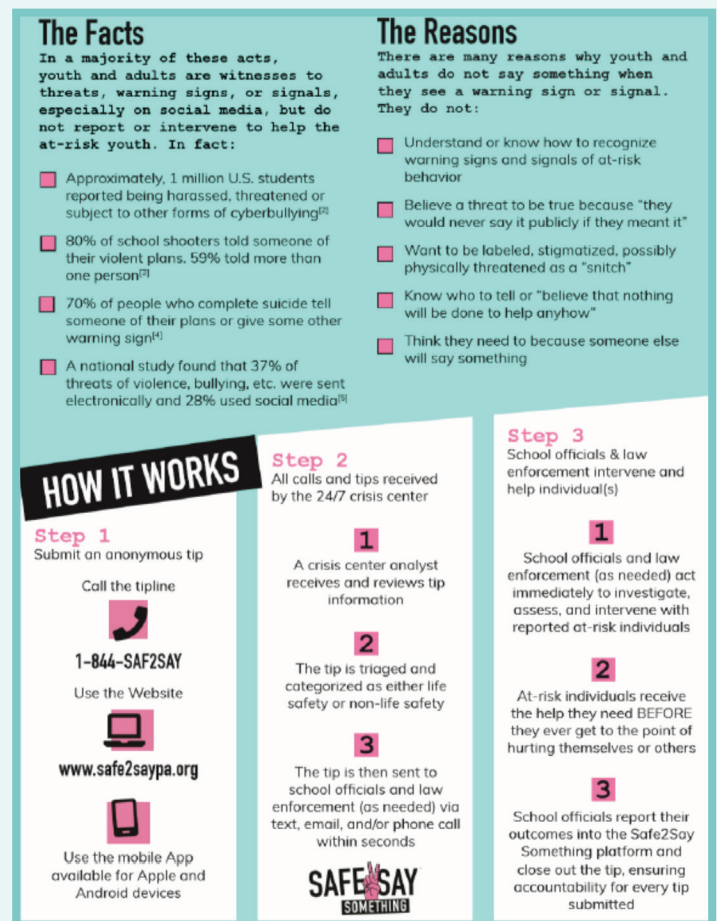 The Facts
In a majority of these acts,
youth and adults are witnesses to
threats, warning signs, or signals,
especially on social media, but do
not report or intervene to help the
at-risk youth. In fact:
Approximately, 1 million U.S. students
reported being harassed, threatened or
subject to other forms of cyberbullying[2]
80% of school shooters told someone of
their violent plans. 59% told more than
one person[3]
70% of people who complete suicide tell
someone of their plans or give some other
warning sign[4]
A national study found that 37% of
threats of violence, bullying, etc. were sent
electronically and 28% used social media[5]
The Reasons
There are many reasons why youth and
adults do not say something when
they see a warning sign or signal.
They do not:
Understand or know how to recognize
warning signs and signals of at-risk
behavior
Believe a threat to be true because "they
would never say it publicly if they meant it"
Want to be labeled, stigmatized, possibly
physically threatened as a "snitch"
Know who to tell or "believe that nothing
will be done to help anyhow"
Think they need to because someone else
will say something
HOW IT WORKS
Step 1
Submit an anonymous tip
Call the tipline
1-844-SAF2SAY
Use the Website
www.safe2saypa.org
Use the mobile App
available for Apple and
Android devices
Step 2
All calls and tips received
by the 24/7 crisis center
1
A crisis center analyst
receives and reviews tip
information
2
The tip is triaged and
categorized as either life
safety or non-life safety
3
The tip is then sent to
school officials and law
enforcement (as needed) via
text, email, and/or phone call
within seconds
SAFE SAY
SOMETHING
Step 3
School officials & law
enforcement intervene and
help individual(s)
1
School officials and law
enforcement (as needed) act
immediately to investigate,
assess, and intervene with
reported at-risk individuals
2
At-risk individuals receive
the help they need BEFORE
they ever get to the point of
hurting themselves or others
3
School officials report their
outcomes into the Safe2Say
Something platform and
close out the tip, ensuring
accountability for every tip
submitted